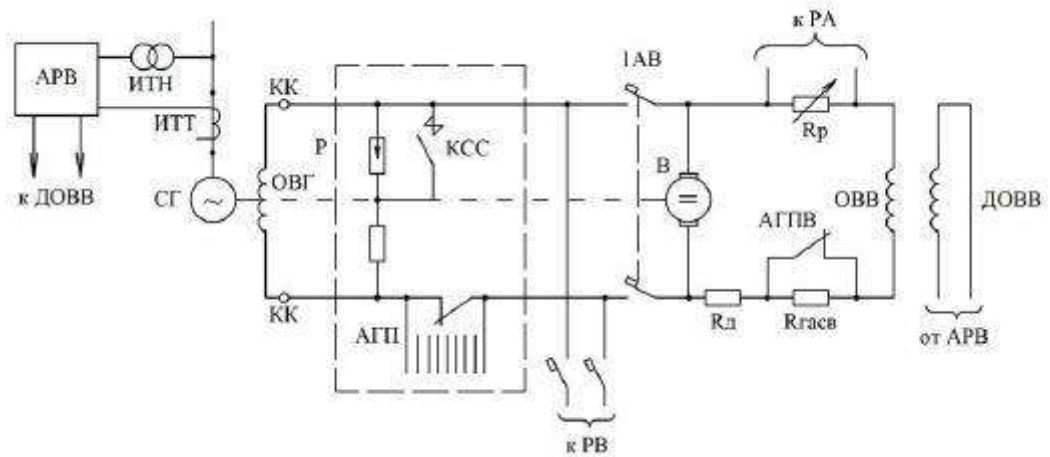 к РА
АРВ
ИТН
1АВ
КК
Rр
ИТТ
Р
КСС
В
к ДОВВ
СГ
~
ОВГ
=
ОВВ
ДОВВ
АГПВ
КК
АГП
Rд
Rгасв
от АРВ
к РВ